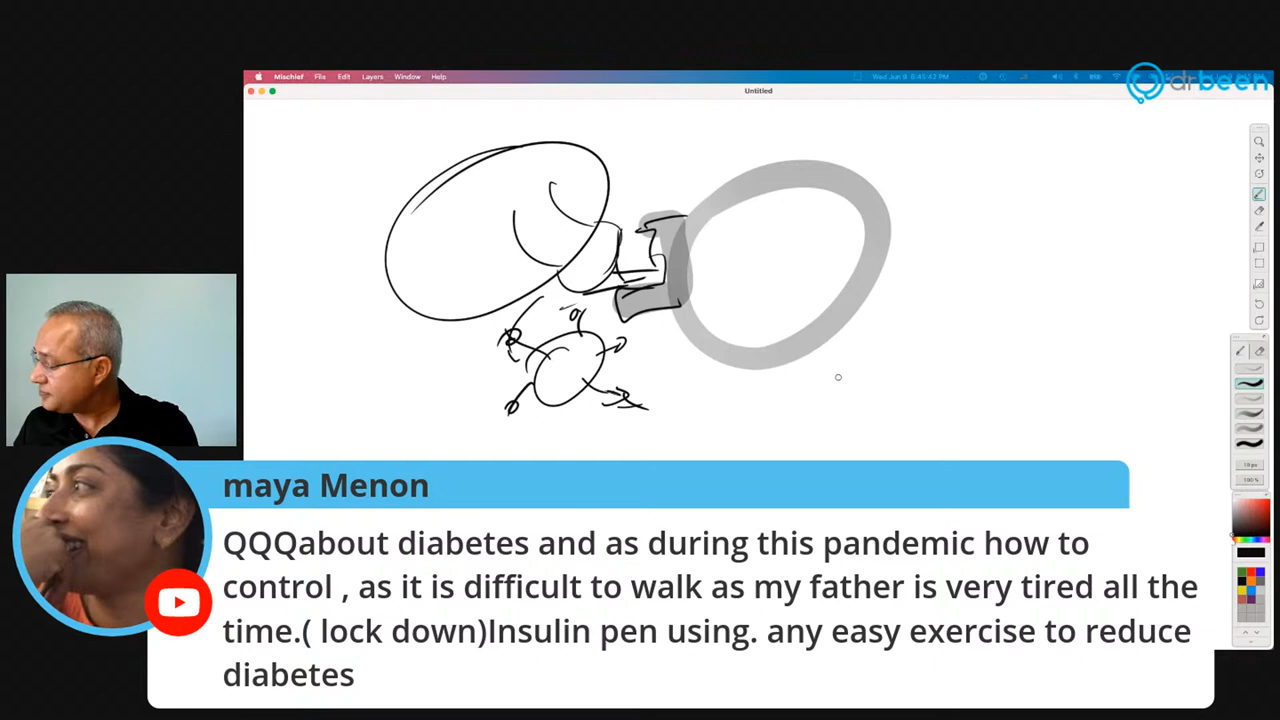 Mischief File Edit Layers Window Help
Untitled
drbeen
maya Menon
QQQabout diabetes and as during this pandemic how to
control , as it is difficult to walk as my father is very tired all the
time.( lock down)Insulin pen using. any easy exercise to reduce
diabetes